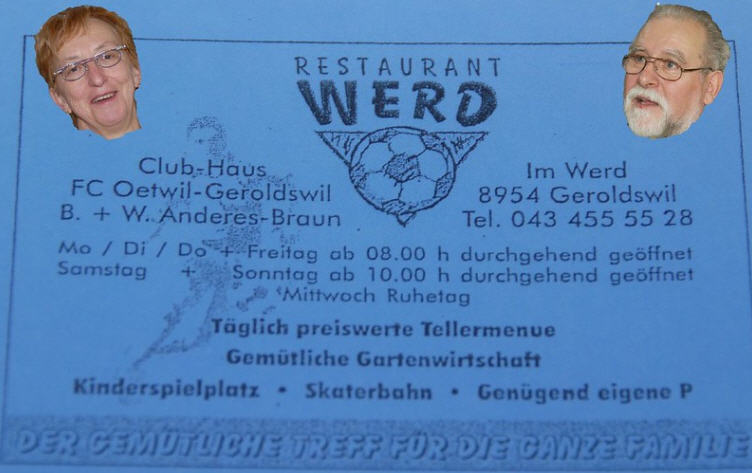 RESTAURANT
WERD
Club-Haus
FC Oetwil-Geroldswil
B. + W. Anderes-Braun
Im Werd
8954 Geroldswil
Tel. 043 455 55 28
Mo / Di / Do + Freitag ab 08.00 h durchgehend geöffnet
Samstag + Sonntag ab 10.00 h durchgehend geöffnet
Mittwoch Ruhetag
Täglich preiswerte Tellermenue
Gemütliche Gartenwirtschaft
Kinderspielplatz • Skaterbahn • Genügend eigene P
DER GEMÜTLICHE TREFF FÜR DIE GANZE FAMILIE